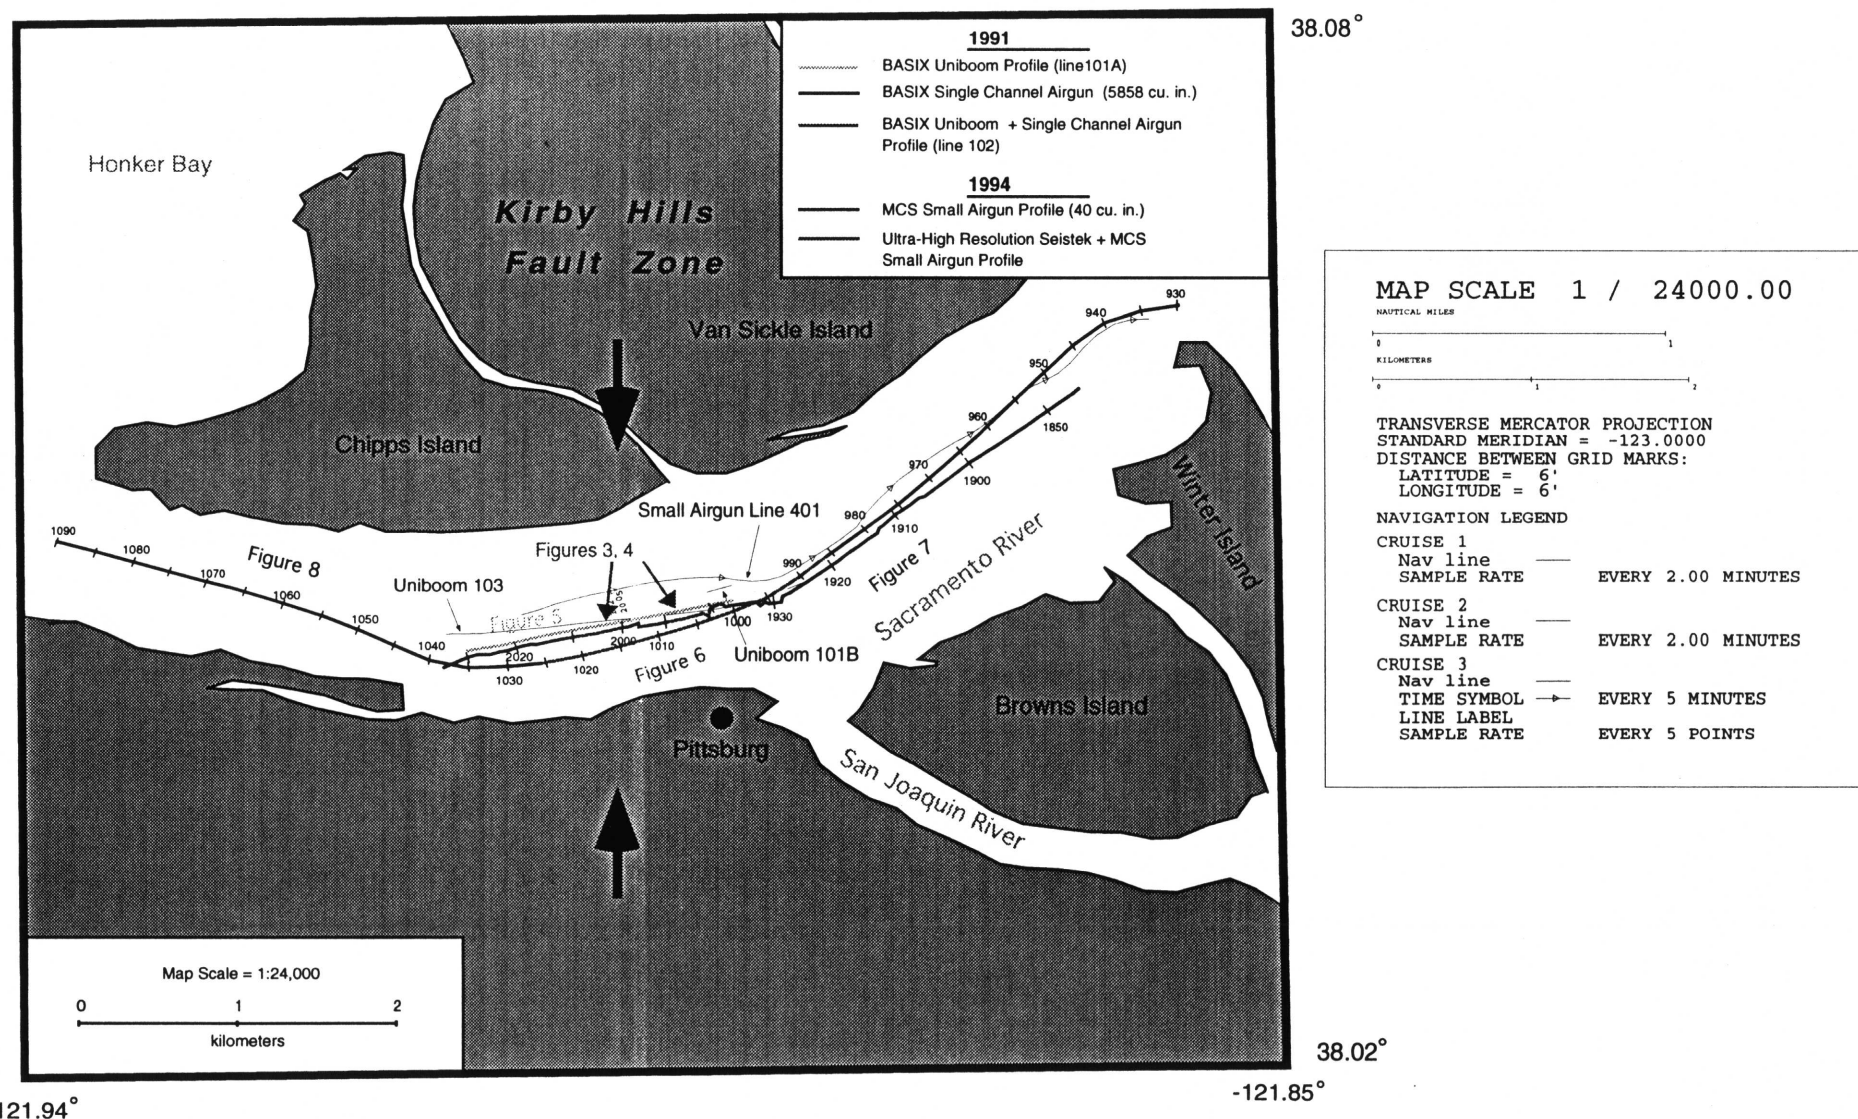 38.08°
1991
BASIX Uniboom Profile (line101A)
BASIX Single Channel Airgun (5858 cu. in.)
BASIX Uniboom + Single Channel Airgun
Profile (line 102)
1994
MCS Small Airgun Profile (40 cu. in.)
Ultra-High Resolution Seistek + MCS
Small Airgun Profile
Honker Bay
Kirby Hills
Fault Zone
Van Sickle Island
Chipps Island
930
940
950
960
1850
970
1900
980
1910
990
1920
Small Airgun Line 401
Figures 3, 4
Figure 7
Sacramento River
Winter Island
1090
1080
1070
1060
1050
1040
Figure 8
Uniboom 103
Figure 5
2005
2000
1000
1930
1010
2020
1020
1030
Figure 6
Uniboom 101B
Browns Island
Pittsburg
San Joaquin River
Map Scale = 1:24,000
0 1 2
kilometers
38.02°
-121.85°
121.94°
MAP SCALE 1 / 24000.00
NAUTICAL MILES
0 1
KILOMETERS
0 1 2
TRANSVERSE MERCATOR PROJECTION
STANDARD MERIDIAN = -123.0000
DISTANCE BETWEEN GRID MARKS:
LATITUDE = 6'
LONGITUDE = 6'
NAVIGATION LEGEND
CRUISE 1
Nav line
SAMPLE RATE EVERY 2.00 MINUTES
CRUISE 2
Nav line
SAMPLE RATE EVERY 2.00 MINUTES
CRUISE 3
Nav line
TIME SYMBOL EVERY 5 MINUTES
LINE LABEL
SAMPLE RATE EVERY 5 POINTS